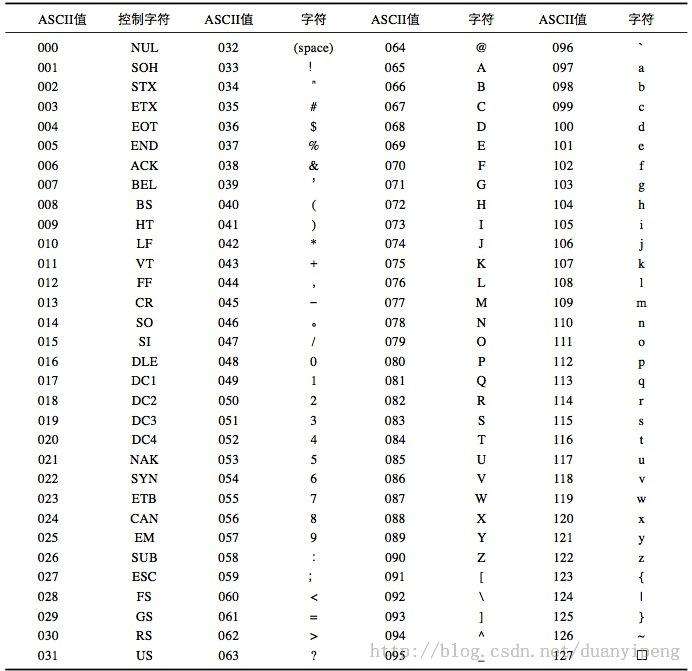 ASCII值 控制字符 ASCII值 字符 ASCII值 字符 ASCII值 字符
000 NUL 032 (space) 064 @ 096 `
001 SOH 033 ! 065 A 097 a
002 STX 034 " 066 B 098 b
003 ETX 035 # 067 C 099 c
004 EOT 036 $ 068 D 100 d
005 END 037 % 069 E 101 e
006 ACK 038 & 070 F 102 f
007 BEL 039 ' 071 G 103 g
008 BS 040 ( 072 H 104 h
009 HT 041 ) 073 I 105 i
010 LF 042 * 074 J 106 j
011 VT 043 + 075 K 107 k
012 FF 044 , 076 L 108 l
013 CR 045 – 077 M 109 m
014 SO 046 。 078 N 110 n
015 SI 047 / 079 O 111 o
016 DLE 048 0 080 P 112 p
017 DC1 049 1 081 Q 113 q
018 DC2 050 2 082 R 114 r
019 DC3 051 3 083 S 115 s
020 DC4 052 4 084 T 116 t
021 NAK 053 5 085 U 117 u
022 SYN 054 6 086 V 118 v
023 ETB 055 7 087 W 119 w
024 CAN 056 8 088 X 120 x
025 EM 057 9 089 Y 121 y
026 SUB 058 : 090 Z 122 z
027 ESC 059 ; 091 [ 123 {
028 FS 060 < 092 \ 124 |
029 GS 061 = 093 ] 125 }
030 RS 062 > 094 ^ 126 ~
031 US 063 ? 095 _ 127 □
http://blog.csdn.net/duanyipeng